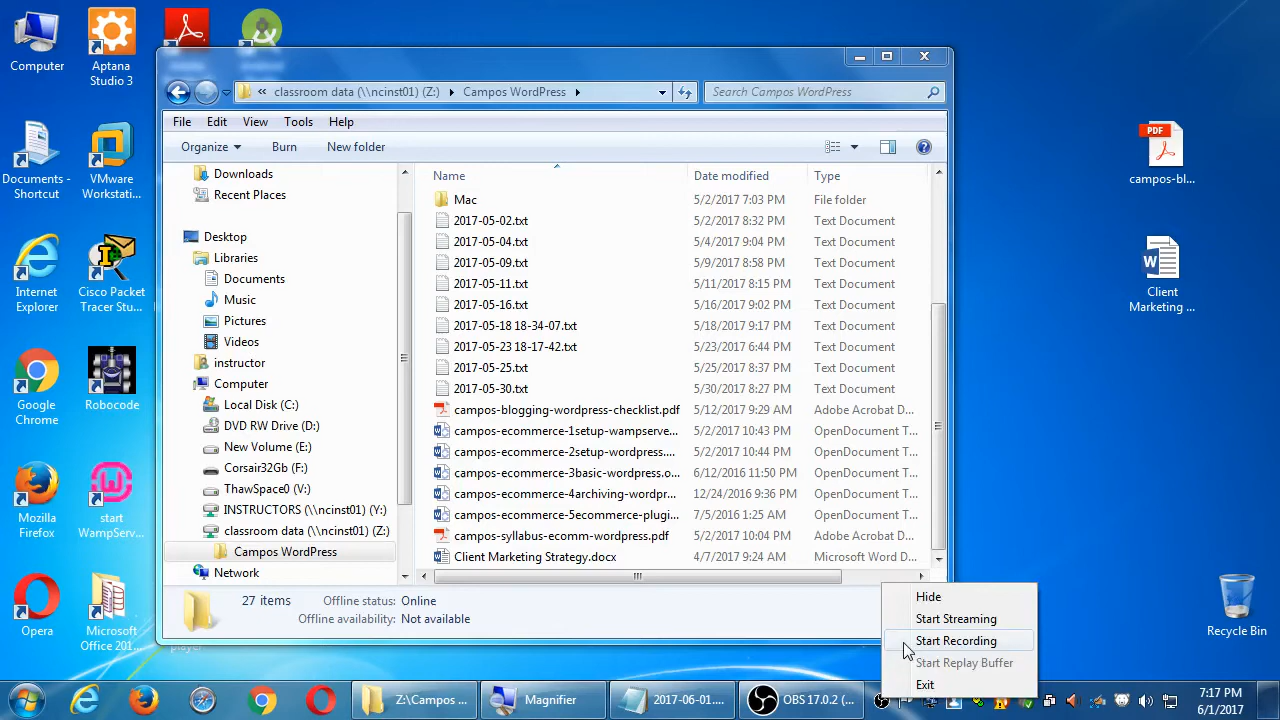 Computer
Aptana
Studio 3
Documents -
Shortcut
VMware
Workstati...
Internet
Explorer
Cisco Packet
Tracer Stu...
Google
Chrome
Robocode
Mozilla
Firefox
start
WampServ...
Opera
Microsoft
Office 201...
player
« classroom data (\\ncinst01) (Z:) Campos WordPress
Search Campos WordPress
File Edit View Tools Help
Organize Burn New folder
Downloads
Recent Places
Desktop
Libraries
Documents
Music
Pictures
Videos
instructor
Computer
Local Disk (C:)
DVD RW Drive (D:)
New Volume (E:)
Corsair32Gb (F:)
ThawSpace0 (V:)
INSTRUCTORS (\\ncinst01) (Y:)
classroom data (\\ncinst01) (Z:)
Campos WordPress
Network
Name Date modified Type
Mac 5/2/2017 7:03 PM File folder
2017-05-02.txt 5/2/2017 8:32 PM Text Document
2017-05-04.txt 5/4/2017 9:04 PM Text Document
2017-05-09.txt 5/9/2017 8:58 PM Text Document
2017-05-11.txt 5/11/2017 8:15 PM Text Document
2017-05-16.txt 5/16/2017 9:02 PM Text Document
2017-05-18 18-34-07.txt 5/18/2017 9:17 PM Text Document
2017-05-23 18-17-42.txt 5/23/2017 6:44 PM Text Document
2017-05-25.txt 5/25/2017 8:37 PM Text Document
2017-05-30.txt 5/30/2017 8:27 PM Text Document
campos-blogging-wordpress-checklist.pdf 5/12/2017 9:29 AM Adobe Acrobat D...
campos-ecommerce-1setup-wampserve... 5/2/2017 10:43 PM OpenDocument T...
campos-ecommerce-2setup-wordpress.... 5/2/2017 10:44 PM OpenDocument T...
campos-ecommerce-3basic-wordpress.o... 6/12/2016 11:50 PM OpenDocument T...
campos-ecommerce-4archiving-wordpr... 12/24/2016 9:36 PM OpenDocument T...
campos-ecommerce-5ecommerce-plugi... 7/5/2016 1:25 AM OpenDocument T...
campos-syllabus-ecomm-wordpress.pdf 5/2/2017 10:04 PM Adobe Acrobat D...
Client Marketing Strategy.docx 4/7/2017 9:24 AM Microsoft Word D...
27 items Offline status: Online
Offline availability: Not available
PDF
campos-bl...
W
Client
Marketing ...
Recycle Bin
Hide
Start Streaming
Start Recording
Start Replay Buffer
Exit
Z:\Campos ...
Magnifier
2017-06-01....
OBS 17.0.2 (...
7:17 PM
6/1/2017